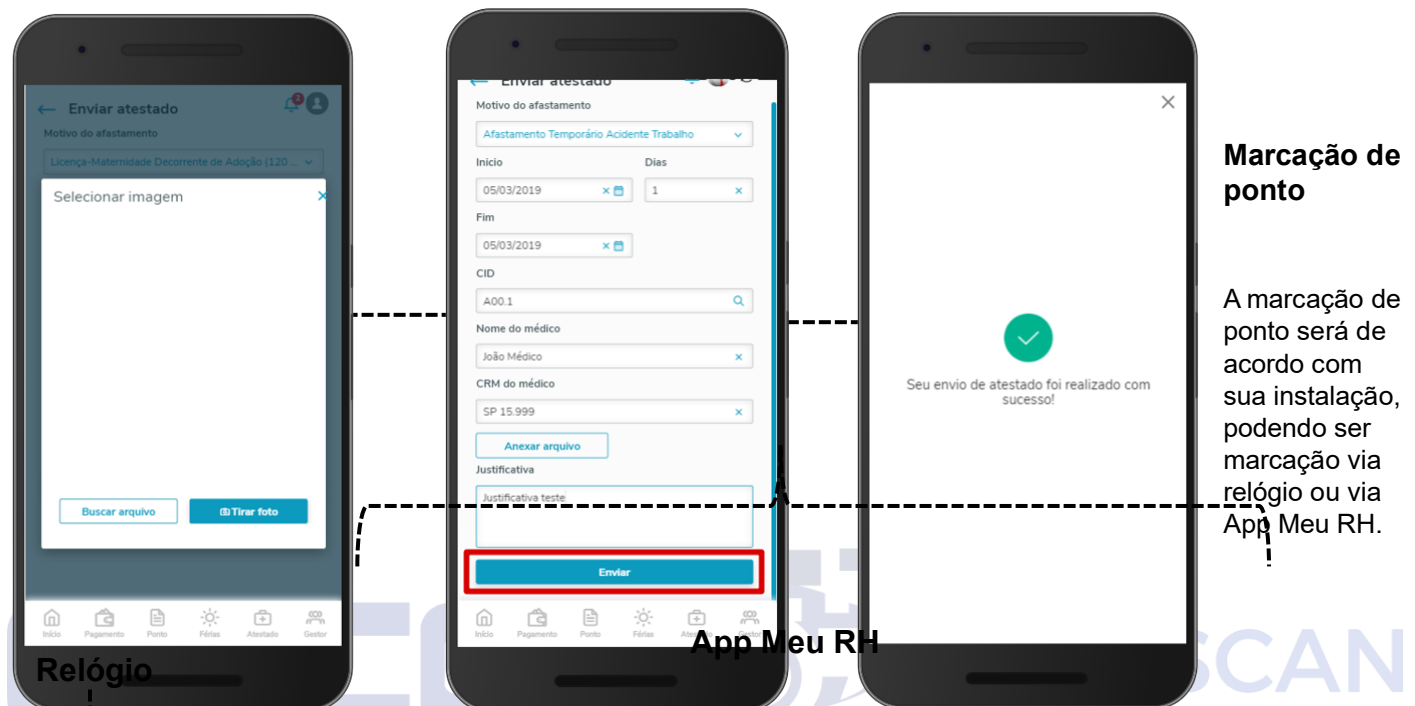 Enviar atestado
2
Motivo do afastamento
Licença-Maternidade Decorrente de Adoção (120 ...
Selecionar imagem
Buscar arquivo
Tirar foto
Início
Pagamento
Ponto
Férias
Atestado
Gestor
Relógio
Enviar atestado
Motivo do afastamento
Afastamento Temporário Acidente Trabalho
Início
Dias
05/03/2019
1
Fim
05/03/2019
CID
A00.1
Nome do médico
João Médico
CRM do médico
SP 15.999
Anexar arquivo
Justificativa
Justificativa teste
Enviar
Início
Pagamento
Ponto
Férias
Atestado
Gestor
App Meu RH
Seu envio de atestado foi realizado com
sucesso!
Marcação de
ponto
A marcação de
ponto será de
acordo com
sua instalação,
podendo ser
marcação via
relógio ou via
App Meu RH.
SCAN